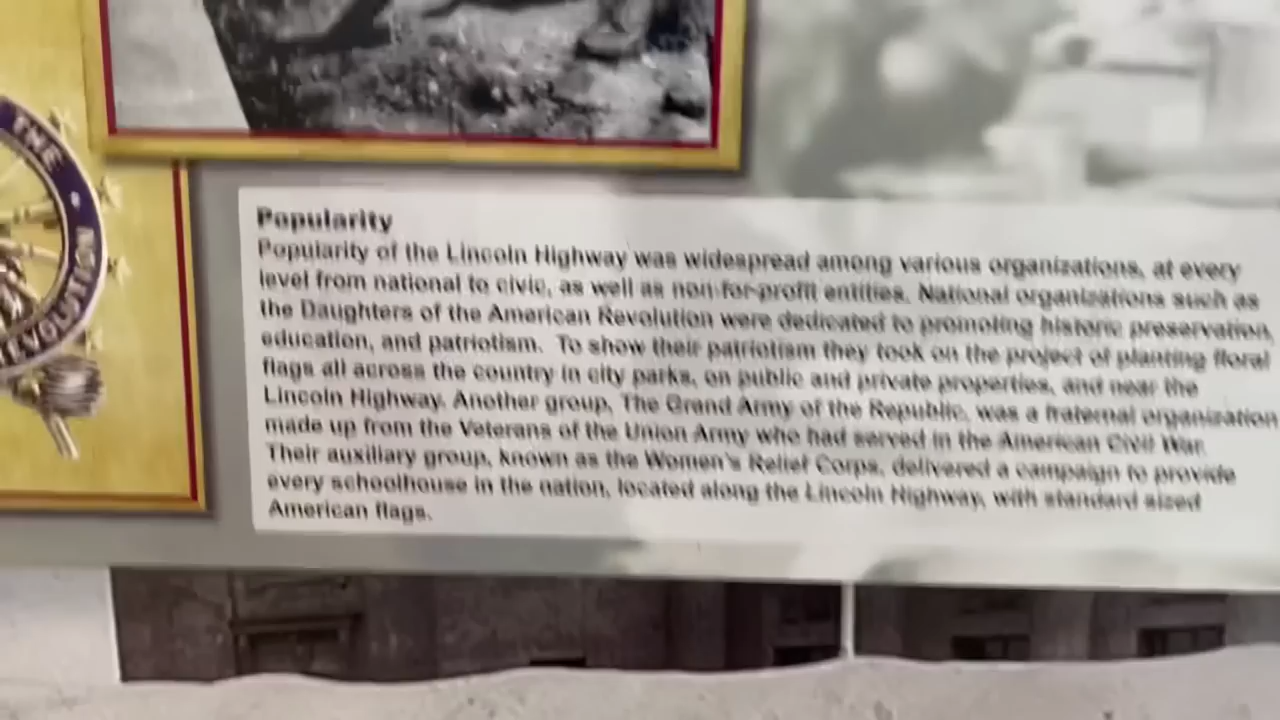 THE
REVOLUTION
Popularity
Popularity of the Lincoln Highway was widespread among various organizations, at every
level from national to civic, as well as non-for-profit entities. National organizations such as
the Daughters of the American Revolution were dedicated to promoting historic preservation,
education, and patriotism. To show their patriotism they took on the project of planting floral
flags all across the country in city parks, on public and private properties, and near the
Lincoln Highway. Another group, The Grand Army of the Republic, was a fraternal organization
made up from the Veterans of the Union Army who had served in the American Civil War.
Their auxiliary group, known as the Women's Relief Corps, delivered a campaign to provide
every schoolhouse in the nation, located along the Lincoln Highway, with standard sized
American flags.